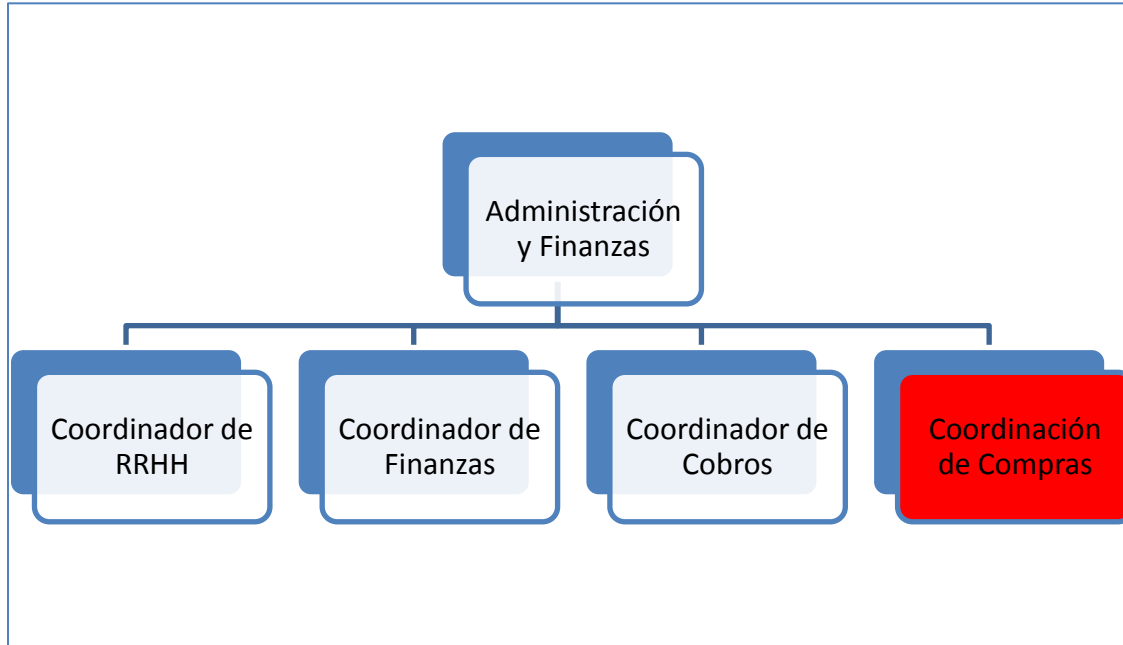 Administración
y Finanzas
Coordinador de
RRHH
Coordinador de
Finanzas
Coordinador de
Cobros
Coordinación
de Compras